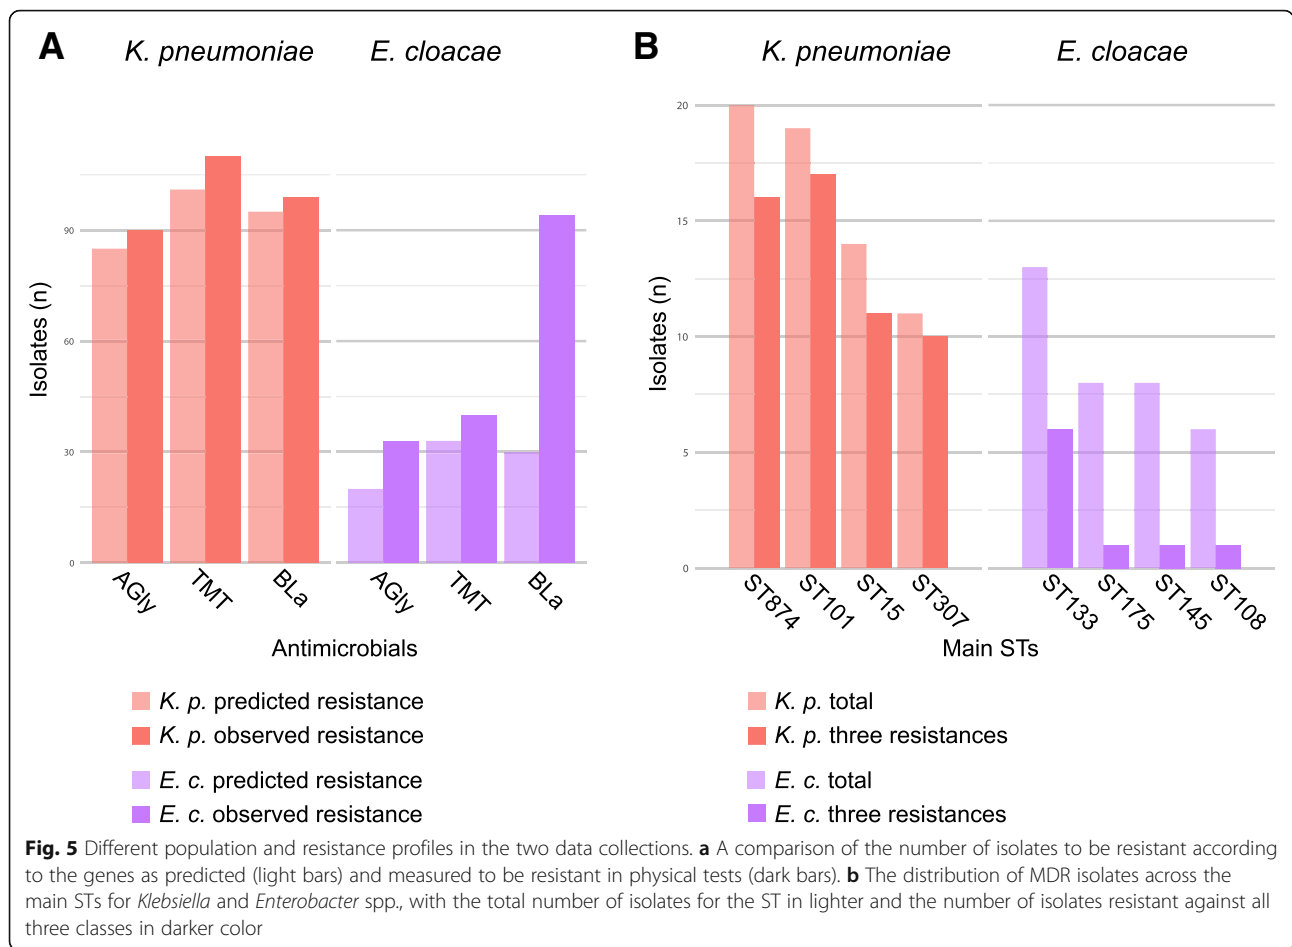 A
K. pneumoniae
E. cloacae
Isolates (n)
90
60
30
0
AGly
TMT
BLa
AGly
TMT
BLa
Antimicrobials
K. p. predicted resistance
K. p. observed resistance
E. c. predicted resistance
E. c. observed resistance
B
K. pneumoniae
E. cloacae
Isolates (n)
20
15
10
5
0
ST874
ST101
ST15
ST307
ST133
ST175
ST145
ST108
Main STs
K. p. total
K. p. three resistances
E. c. total
E. c. three resistances
Fig. 5 Different population and resistance profiles in the two data collections. a A comparison of the number of isolates to be resistant according
to the genes as predicted (light bars) and measured to be resistant in physical tests (dark bars). b The distribution of MDR isolates across the
main STs for Klebsiella and Enterobacter spp., with the total number of isolates for the ST in lighter and the number of isolates resistant against all
three classes in darker color